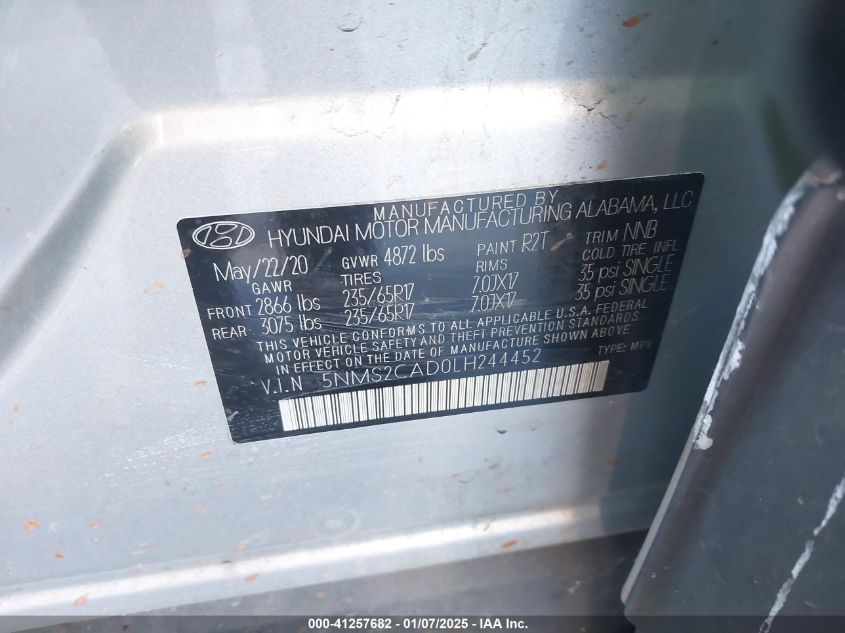 MANUFACTURED BY
HYUNDAI MOTOR MANUFACTURING ALABAMA, LLC
May/22/20 GVWR 4872 lbs PAINT R2T TRIM NNB
GAWR TIRES RIMS COLD TIRE INFL
FRONT 2866 lbs 235/65R17 7.0JX17 35 psi SINGLE
REAR 3075 lbs 235/65R17 7.0JX17 35 psi SINGLE
THIS VEHICLE CONFORMS TO ALL APPLICABLE U.S.A. FEDERAL
MOTOR VEHICLE SAFETY AND THEFT PREVENTION STANDARDS
IN EFFECT ON THE DATE OF MANUFACTURE SHOWN ABOVE
V.I.N 5NMS2CAD0LH244452 TYPE: MPV
000-41257682 - 01/07/2025 - IAA Inc.